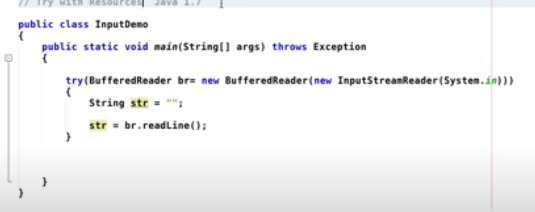 // Try with Resources Java 1.7
public class InputDemo
{
public static void main(String[] args) throws Exception
{
try(BufferedReader br= new BufferedReader(new InputStreamReader(System.in)))
{
String str = "";
str = br.readLine();
}
}
}